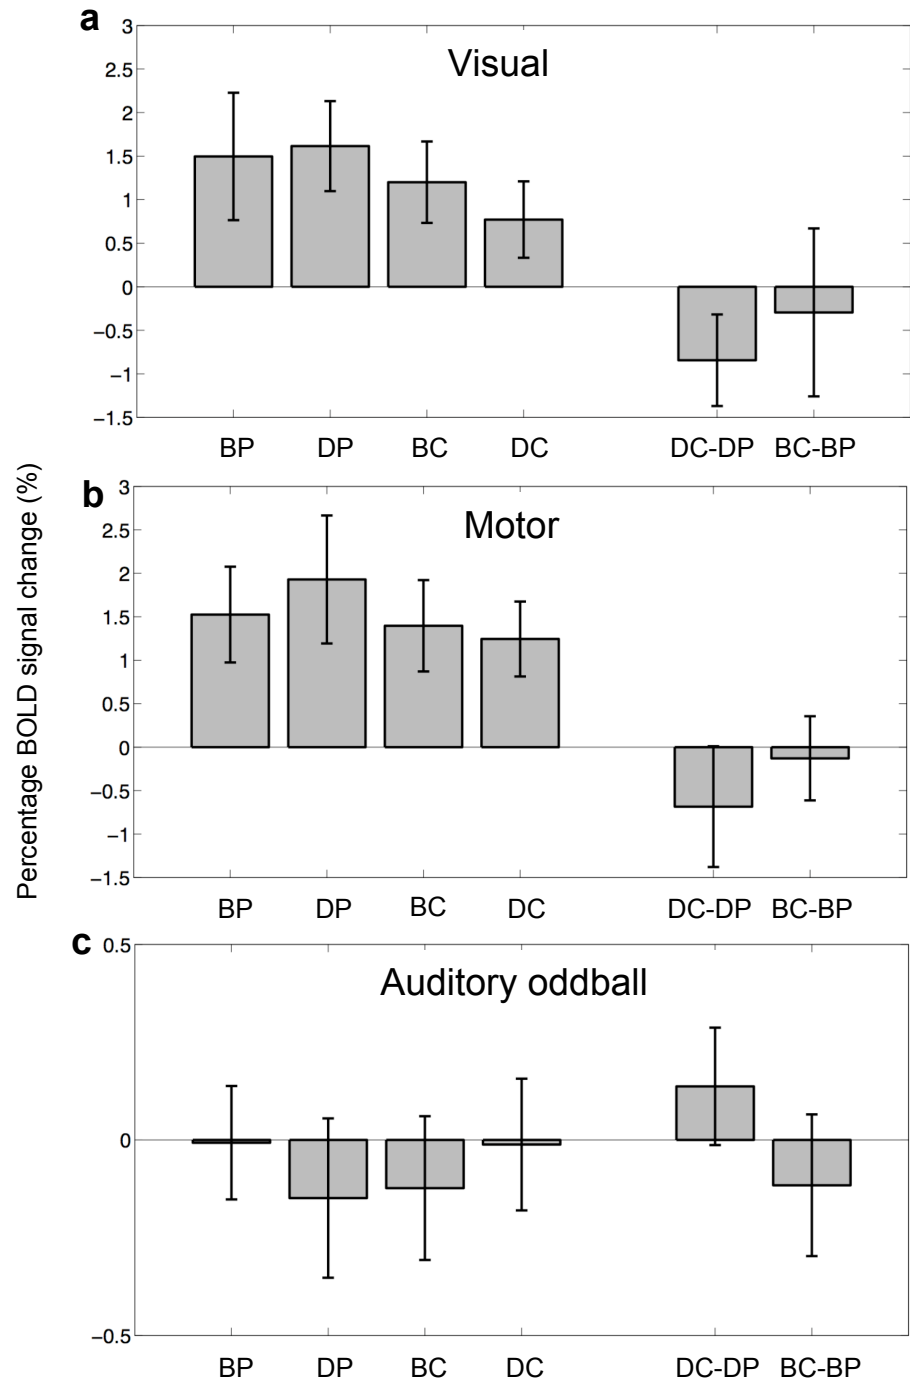 Percentage BOLD signal change (%)
a
Visual
3
2.5
2
1.5
1
0.5
0
−0.5
−1
−1.5
BP DP BC DC DC-DP BC-BP
b
Motor
3
2.5
2
1.5
1
0.5
0
−0.5
−1
−1.5
BP DP BC DC DC-DP BC-BP
c
Auditory oddball
0.5
0
−0.5
BP DP BC DC DC-DP BC-BP